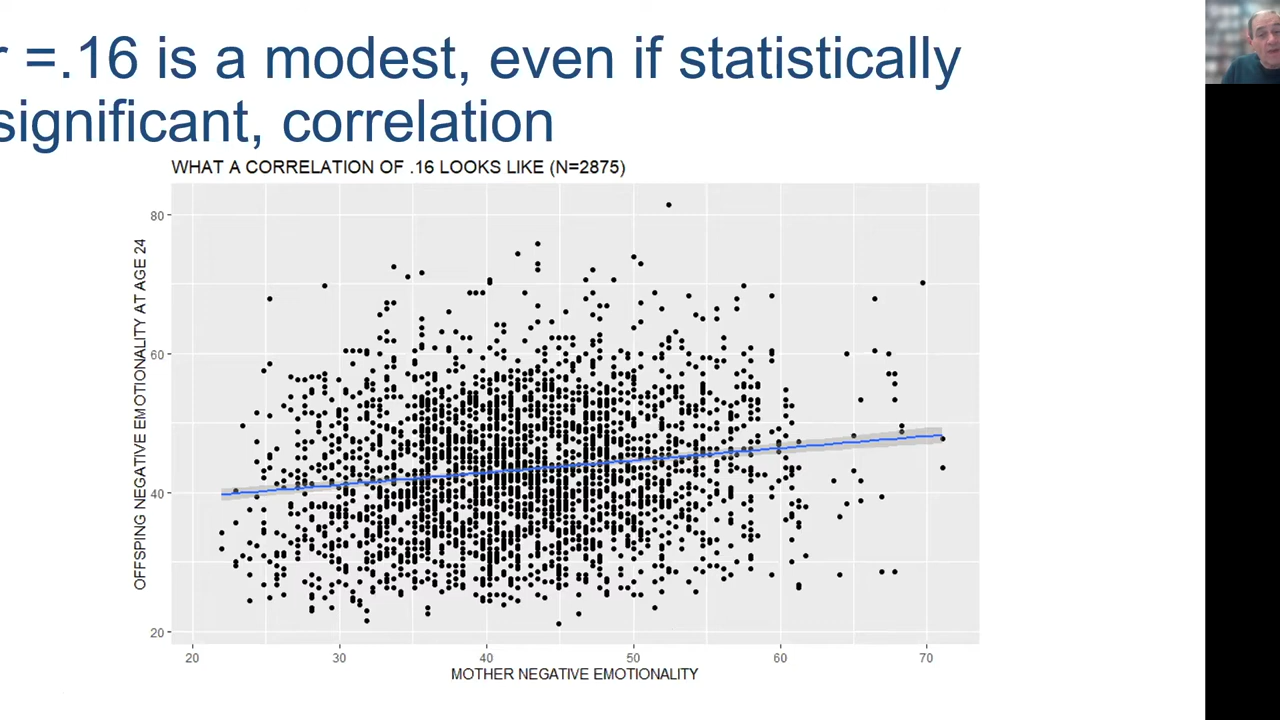 r =.16 is a modest, even if statistically
significant, correlation
WHAT A CORRELATION OF .16 LOOKS LIKE (N=2875)
OFFSPING NEGATIVE EMOTIONALITY AT AGE 24
80
60
40
20
20 30 40 50 60 70
MOTHER NEGATIVE EMOTIONALITY